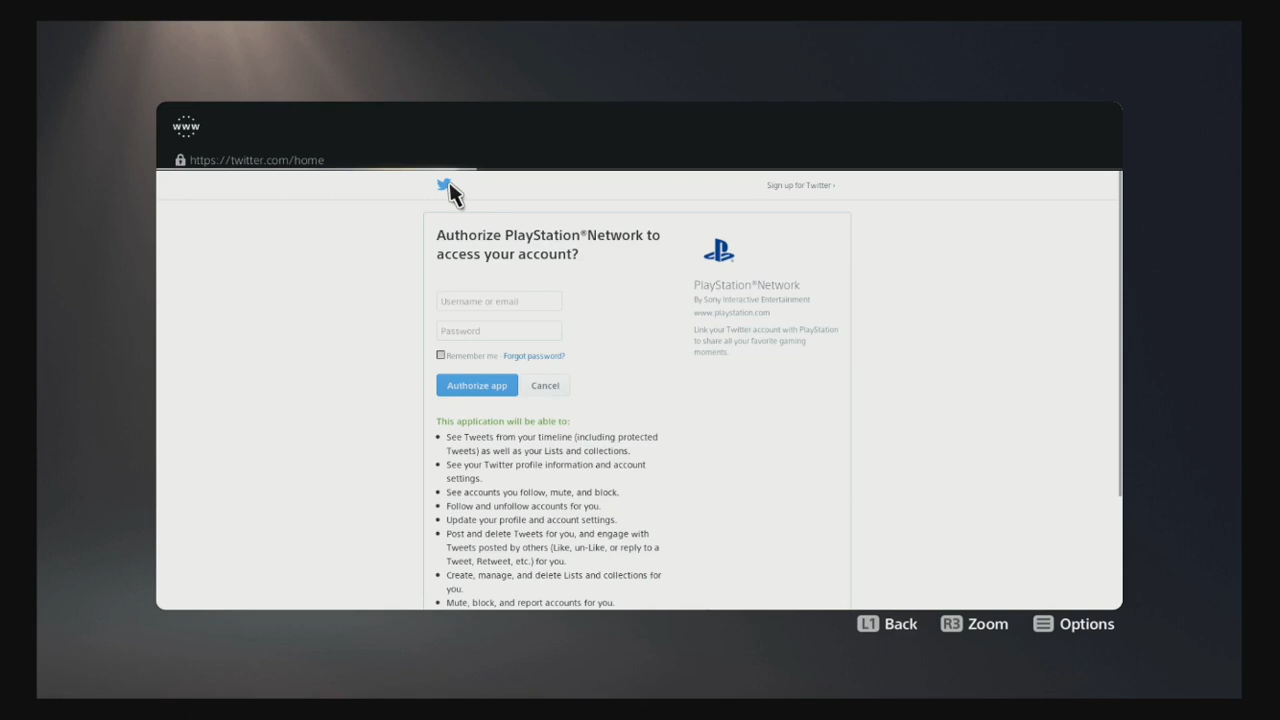 www
https://twitter.com/home
Sign up for Twitter ›
Authorize PlayStation®Network to
access your account?
Username or email
Password
Remember me · Forgot password?
Authorize app
Cancel
PlayStation®Network
By Sony Interactive Entertainment
www.playstation.com
Link your Twitter account with PlayStation
to share all your favorite gaming
moments.
This application will be able to:
• See Tweets from your timeline (including protected
Tweets) as well as your Lists and collections.
• See your Twitter profile information and account
settings.
• See accounts you follow, mute, and block.
• Follow and unfollow accounts for you.
• Update your profile and account settings.
• Post and delete Tweets for you, and engage with
Tweets posted by others (Like, un-Like, or reply to a
Tweet, Retweet, etc.) for you.
• Create, manage, and delete Lists and collections for
you.
• Mute, block, and report accounts for you.
L1 Back
R3 Zoom
Options